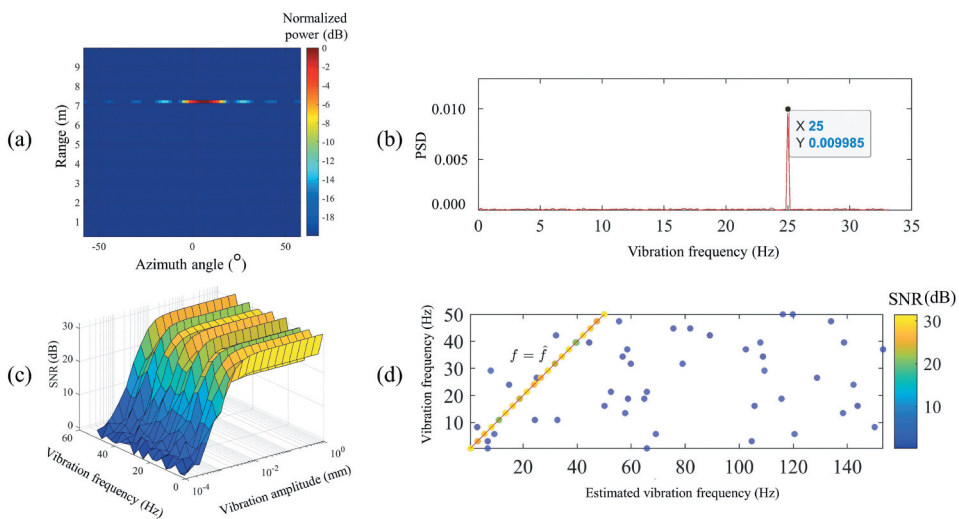 (a)
Normalized
power (dB)
0
-2
-4
-6
-8
-10
-12
-14
-16
-18
Range (m)
9
8
7
6
5
4
3
2
1
-50 0 50
Azimuth angle (°)
(b)
PSD
0.010
0.005
0.000
X 25
Y 0.009985
0 5 10 15 20 25 30 35
Vibration frequency (Hz)
(c)
SNR(dB)
30
20
10
0
60 40 20 0
Vibration frequency (Hz)
10⁻⁴ 10⁻² 10⁰
Vibration amplitude (mm)
(d)
SNR(dB)
30
20
10
Vibration frequency (Hz)
50
40
30
20
10
f = f̂
20 40 60 80 100 120 140
Estimated vibration frequency (Hz)